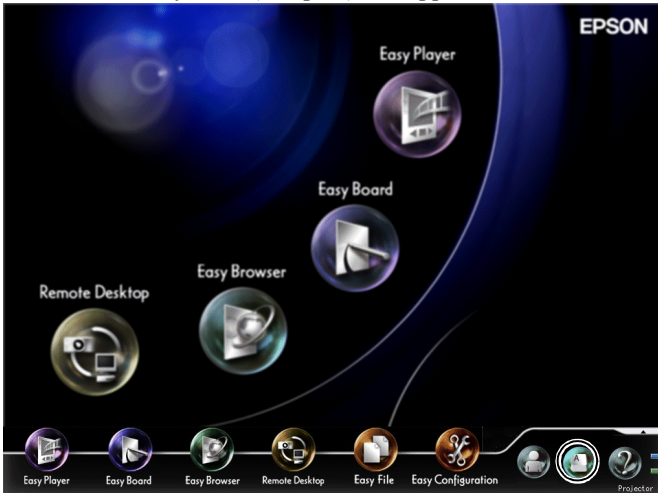 EPSON
Easy Player
Easy Board
Easy Browser
Remote Desktop
Easy Player Easy Board Easy Browser Remote Desktop Easy File Easy Configuration
A
?
Projector